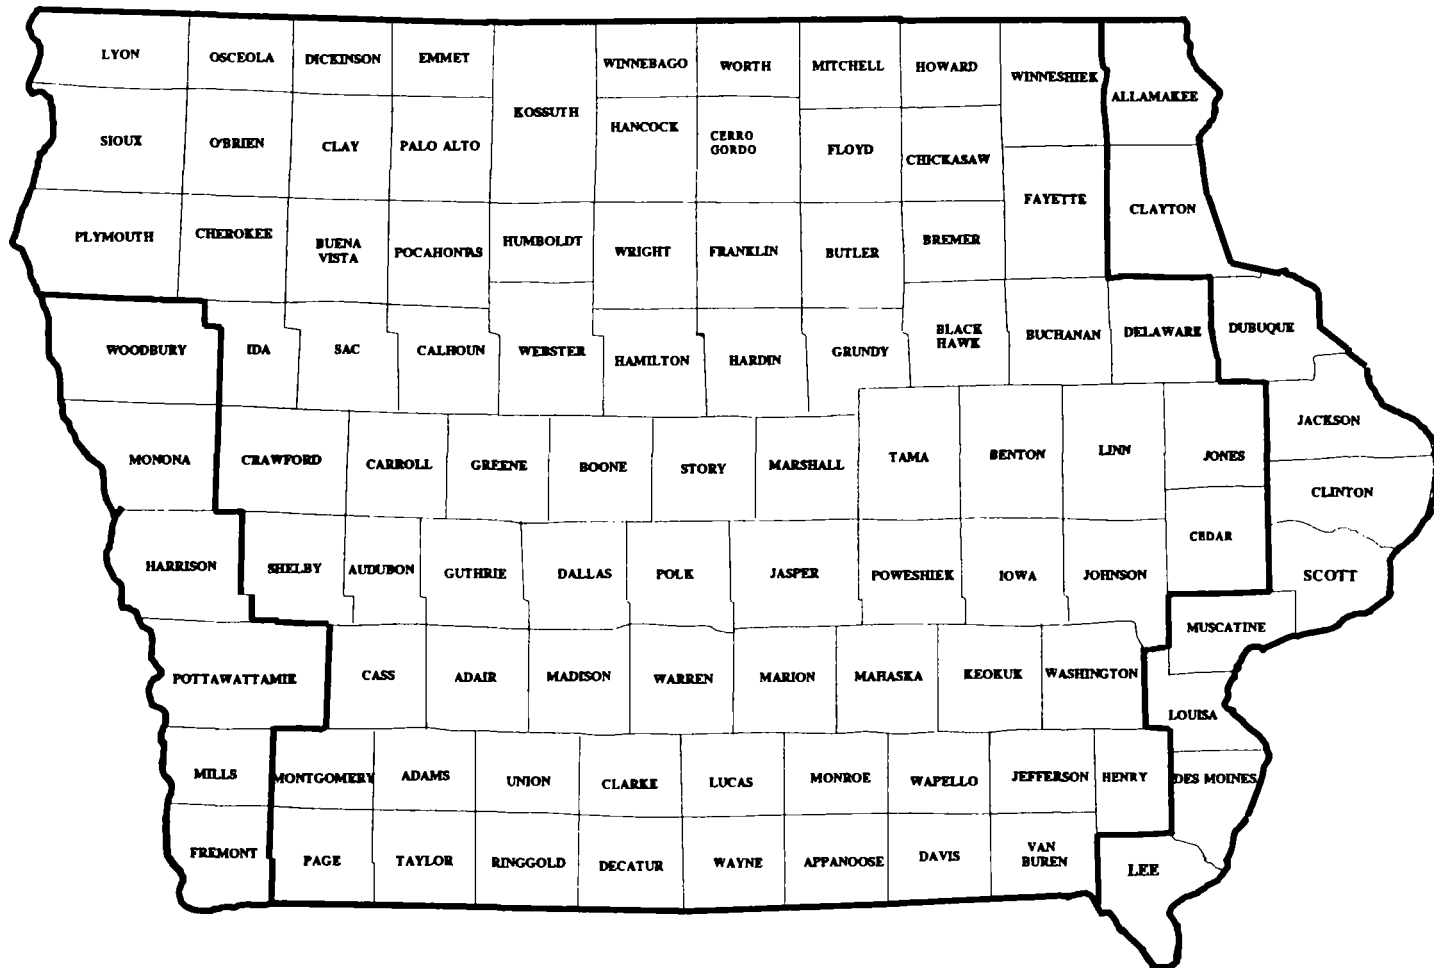 LYON
OSCEOLA
DICKINSON
EMMET
KOSSUTH
WINNEBAGO
WORTH
MITCHELL
HOWARD
WINNESHIEK
ALLAMAKEE
SIOUX
O'BRIEN
CLAY
PALO ALTO
HANCOCK
CERRO
GORDO
FLOYD
CHICKASAW
FAYETTE
CLAYTON
PLYMOUTH
CHEROKEE
BUENA
VISTA
POCAHONTAS
HUMBOLDT
WRIGHT
FRANKLIN
BUTLER
BREMER
WOODBURY
IDA
SAC
CALHOUN
WEBSTER
HAMILTON
HARDIN
GRUNDY
BLACK
HAWK
BUCHANAN
DELAWARE
DUBUQUE
MONONA
CRAWFORD
CARROLL
GREENE
BOONE
STORY
MARSHALL
TAMA
BENTON
LINN
JONES
JACKSON
CLINTON
HARRISON
SHELBY
AUDUBON
GUTHRIE
DALLAS
POLK
JASPER
POWESHIEK
IOWA
JOHNSON
CEDAR
SCOTT
MUSCATINE
POTTAWATTAMIE
CASS
ADAIR
MADISON
WARREN
MARION
MAHASKA
KEOKUK
WASHINGTON
LOUISA
MILLS
MONTGOMERY
ADAMS
UNION
CLARKE
LUCAS
MONROE
WAPELLO
JEFFERSON
HENRY
DES MOINES
FREMONT
PAGE
TAYLOR
RINGGOLD
DECATUR
WAYNE
APPANOOSE
DAVIS
VAN
BUREN
LEE